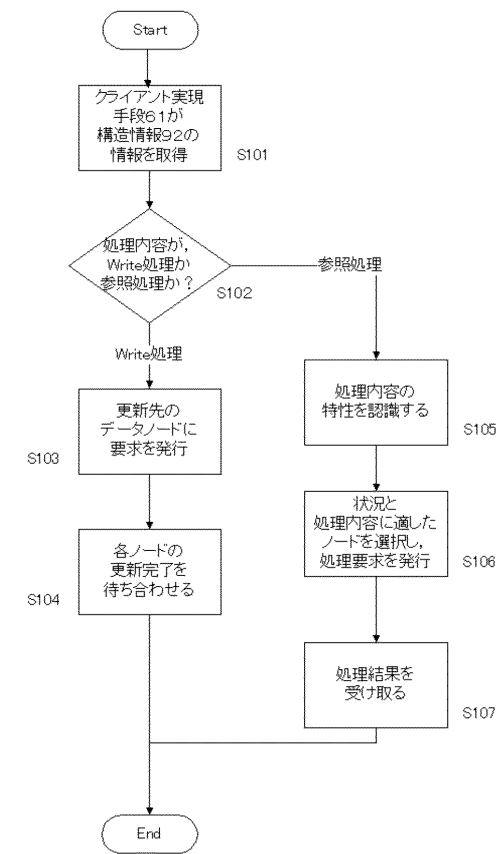 Start
クライアント実現
手段６１が
構造情報９２の
情報を取得
S101
処理内容が，
Write処理か
参照処理か？
S102
参照処理
Write処理
更新先の
データノードに
要求を発行
S103
各ノードの
更新完了を
待ち合わせる
S104
処理内容の
特性を認識する
S105
状況と
処理内容に適した
ノードを選択し，
処理要求を発行
S106
処理結果を
受け取る
S107
End